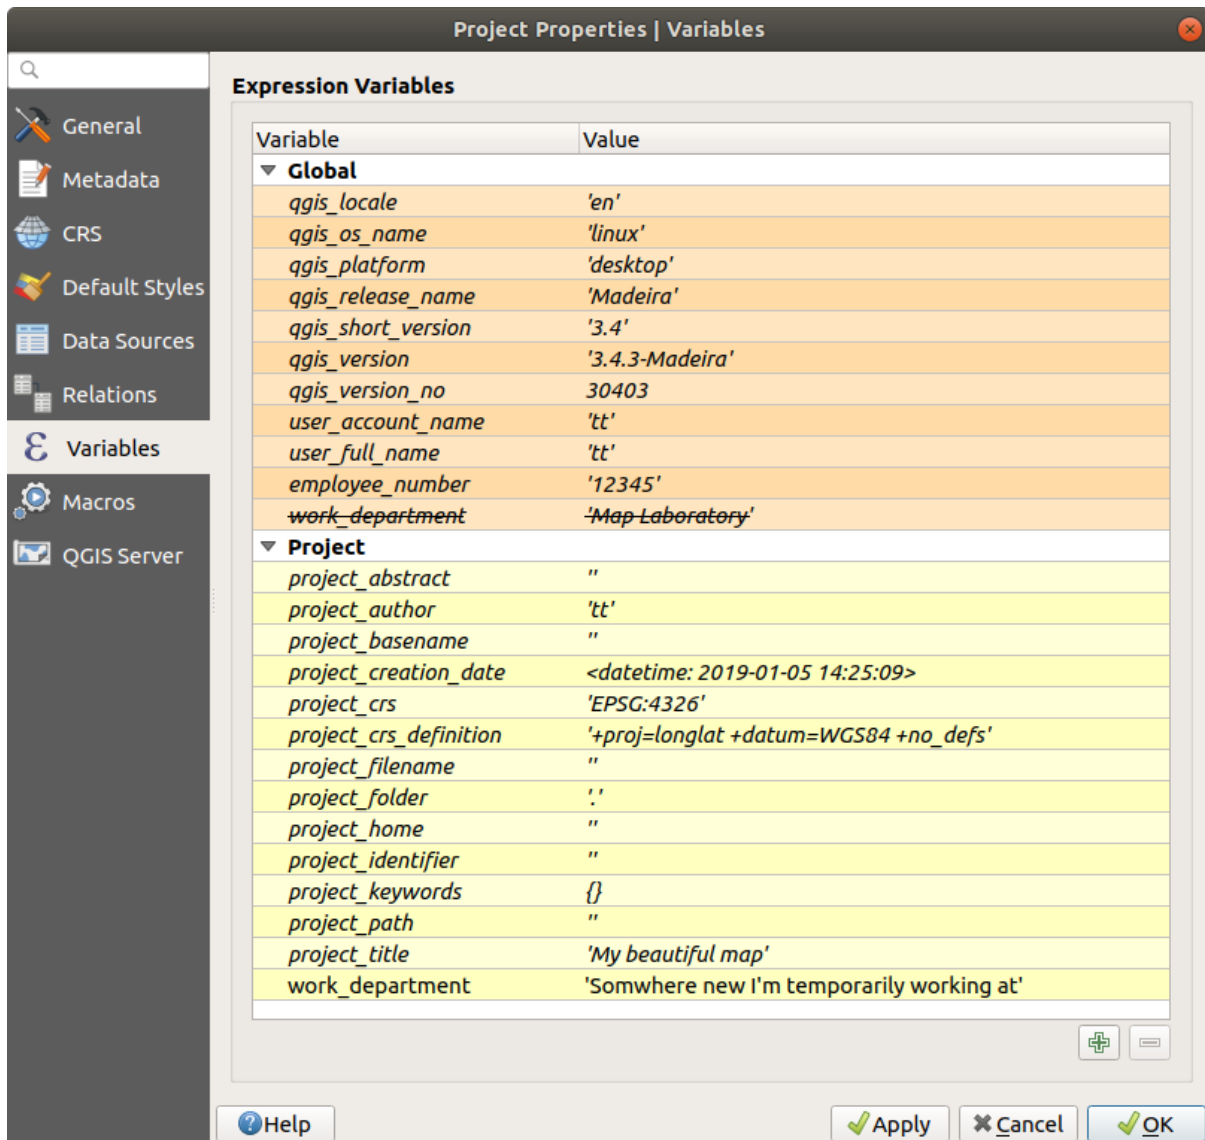 Project Properties | Variables
General
Metadata
CRS
Default Styles
Data Sources
Relations
Variables
Macros
QGIS Server
Expression Variables
Variable Value
Global
qgis_locale 'en'
qgis_os_name 'linux'
qgis_platform 'desktop'
qgis_release_name 'Madeira'
qgis_short_version '3.4'
qgis_version '3.4.3-Madeira'
qgis_version_no 30403
user_account_name 'tt'
user_full_name 'tt'
employee_number '12345'
work_department 'Map Laboratory'
Project
project_abstract ''
project_author 'tt'
project_basename ''
project_creation_date <datetime: 2019-01-05 14:25:09>
project_crs 'EPSG:4326'
project_crs_definition '+proj=longlat +datum=WGS84 +no_defs'
project_filename ''
project_folder '.'
project_home ''
project_identifier ''
project_keywords {}
project_path ''
project_title 'My beautiful map'
work_department 'Somwhere new I'm temporarily working at'
Help Apply Cancel OK